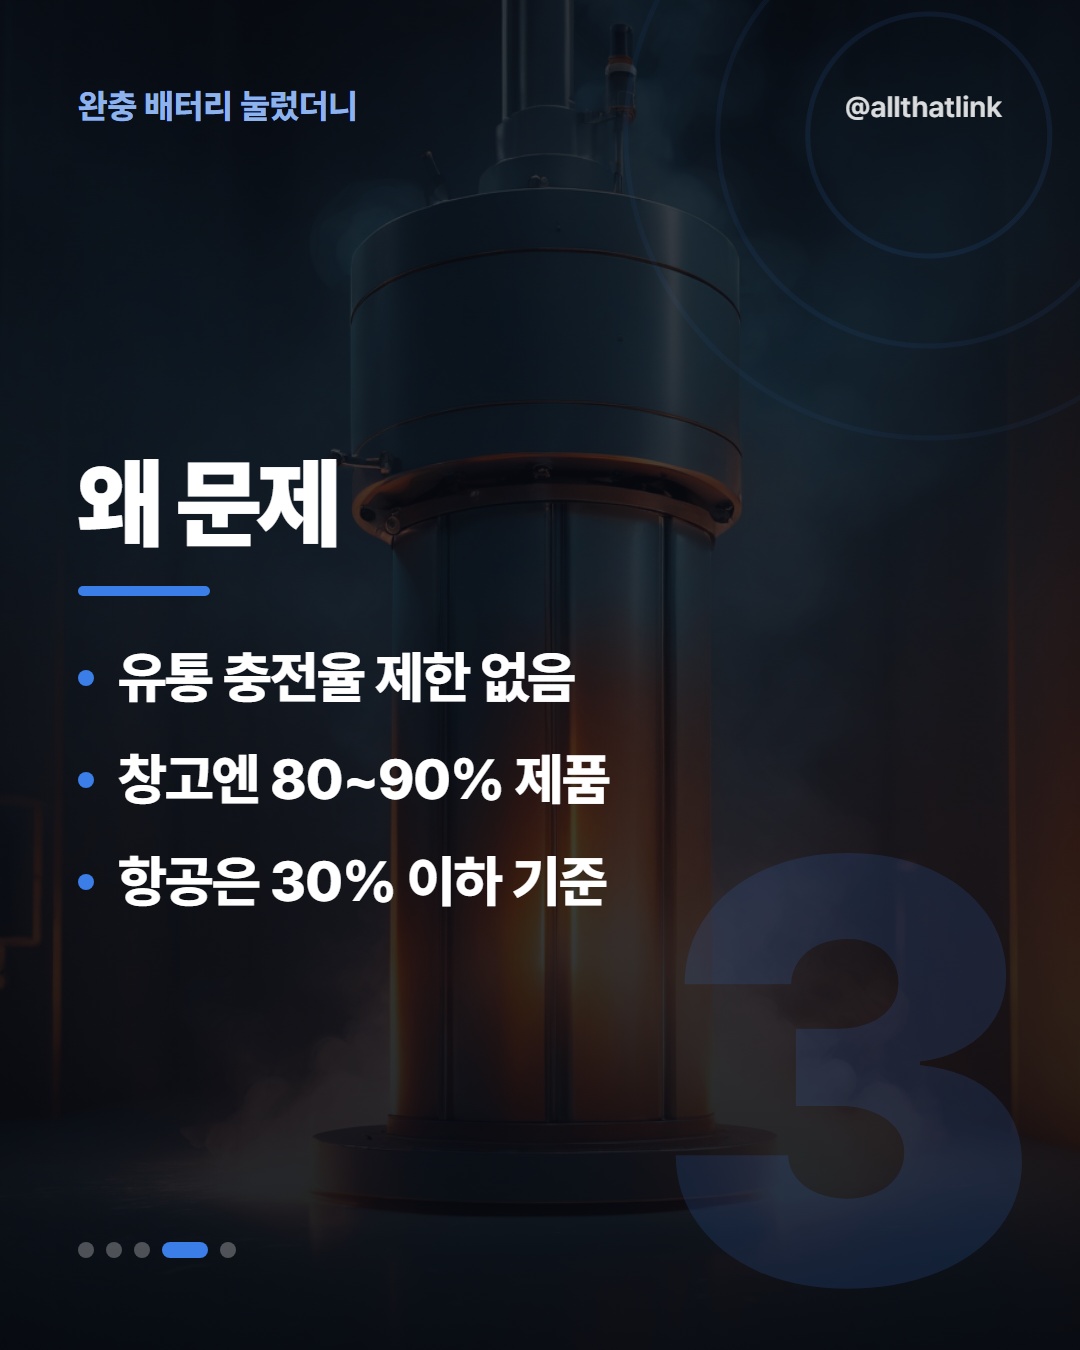 완충 배터리 눌렀더니
@allthatlink
왜 문제
유통 충전율 제한 없음
창고엔 80~90% 제품
항공은 30% 이하 기준
3